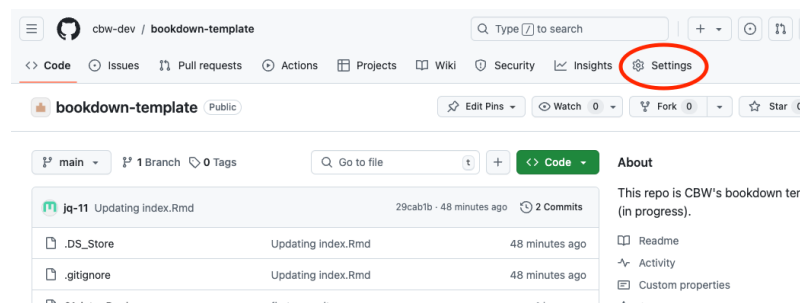 cbw-dev / bookdown-template
Type / to search
Code Issues Pull requests Actions Projects Wiki Security Insights Settings
bookdown-template Public
Edit Pins Watch 0 Fork 0 Star
main 1 Branch 0 Tags
Go to file t
Code
About
This repo is CBW's bookdown
(in progress).
jq-11 Updating index.Rmd 29cab1b · 48 minutes ago 2 Commits
.DS_Store Updating index.Rmd 48 minutes ago
.gitignore Updating index.Rmd 48 minutes ago
Readme
Activity
Custom properties